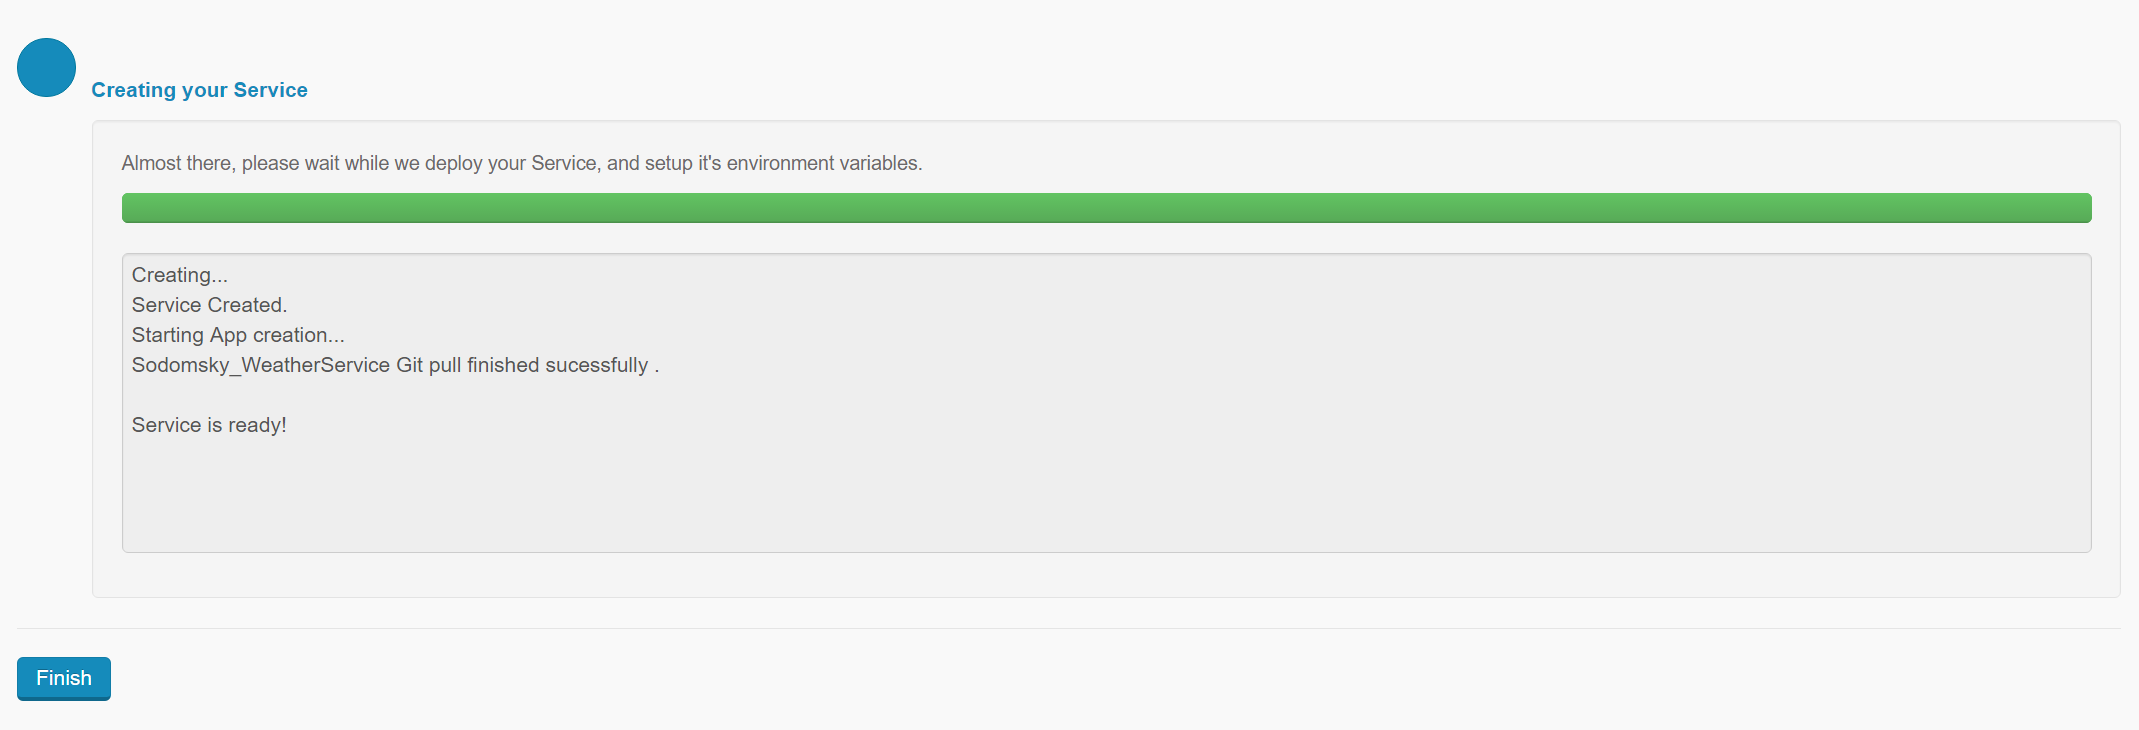 Creating your Service
Almost there, please wait while we deploy your Service, and setup it's environment variables.
Creating...
Service Created.
Starting App creation...
Sodomsky_WeatherService Git pull finished sucessfully .
Service is ready!
Finish